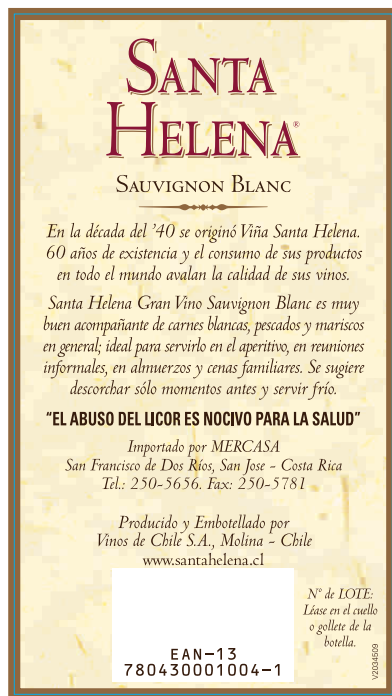 SANTA
HELENA®
SAUVIGNON BLANC
En la década del ’40 se originó Viña Santa Helena.
60 años de existencia y el consumo de sus productos
en todo el mundo avalan la calidad de sus vinos.
Santa Helena Gran Vino Sauvignon Blanc es muy
buen acompañante de carnes blancas, pescados y mariscos
en general; ideal para servirlo en el aperitivo, en reuniones
informales, en almuerzos y cenas familiares. Se sugiere
descorchar sólo momentos antes y servir frío.
“EL ABUSO DEL LICOR ES NOCIVO PARA LA SALUD”
Importado por MERCASA
San Francisco de Dos Ríos, San Jose - Costa Rica
Tel.: 250-5656. Fax: 250-5781
Producido y Embotellado por
Vinos de Chile S.A., Molina - Chile
www.santahelena.cl
N° de LOTE:
Léase en el cuello
o gollete de la
botella.
V2034509
EAN-13
780430001004-1